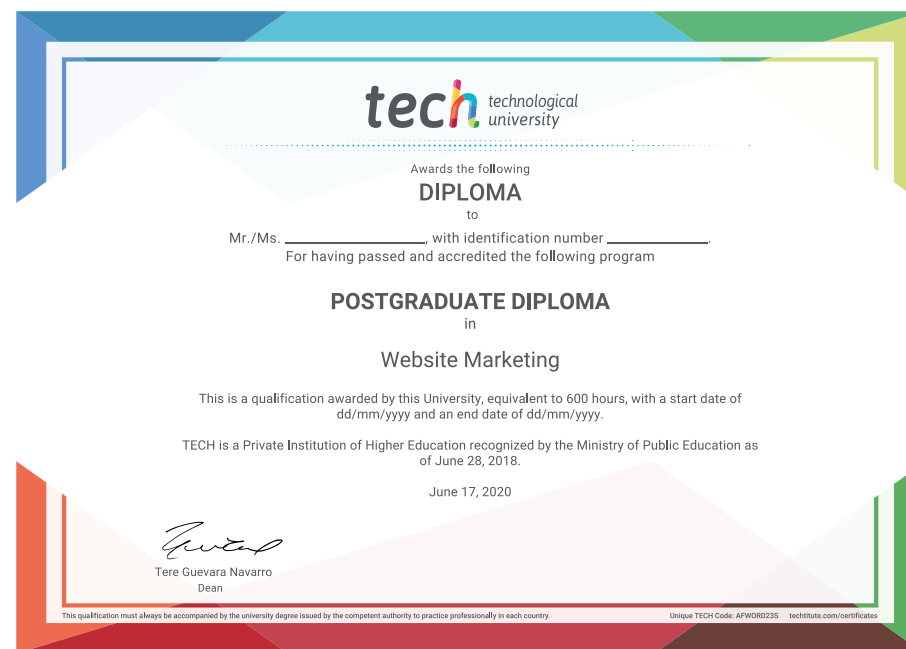 tech technological
university
Awards the following
DIPLOMA
to
Mr./Ms. ____________________, with identification number ______________.
For having passed and accredited the following program
POSTGRADUATE DIPLOMA
in
Website Marketing
This is a qualification awarded by this University, equivalent to 600 hours, with a start date of
dd/mm/yyyy and an end date of dd/mm/yyyy.
TECH is a Private Institution of Higher Education recognized by the Ministry of Public Education as
of June 28, 2018.
June 17, 2020
Tere Guevara Navarro
Dean
This qualification must always be accompanied by the university degree issued by the competent authority to practice professionally in each country.
Unique TECH Code: AFWORD23S techtitute.com/certificates